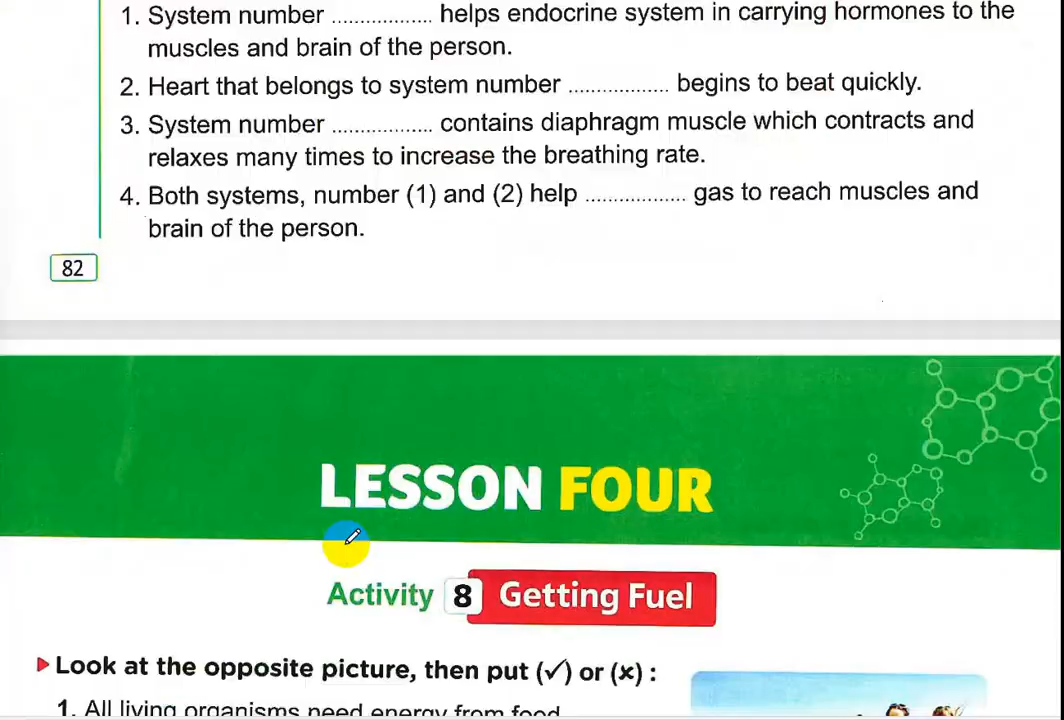 1. System number .................. helps endocrine system in carrying hormones to the
muscles and brain of the person.
2. Heart that belongs to system number .................. begins to beat quickly.
3. System number .................. contains diaphragm muscle which contracts and
relaxes many times to increase the breathing rate.
4. Both systems, number (1) and (2) help .................. gas to reach muscles and
brain of the person.
82
LESSON FOUR
Activity 8 Getting Fuel
Look at the opposite picture, then put (✓) or (x) :
1. All living organisms need energy from food